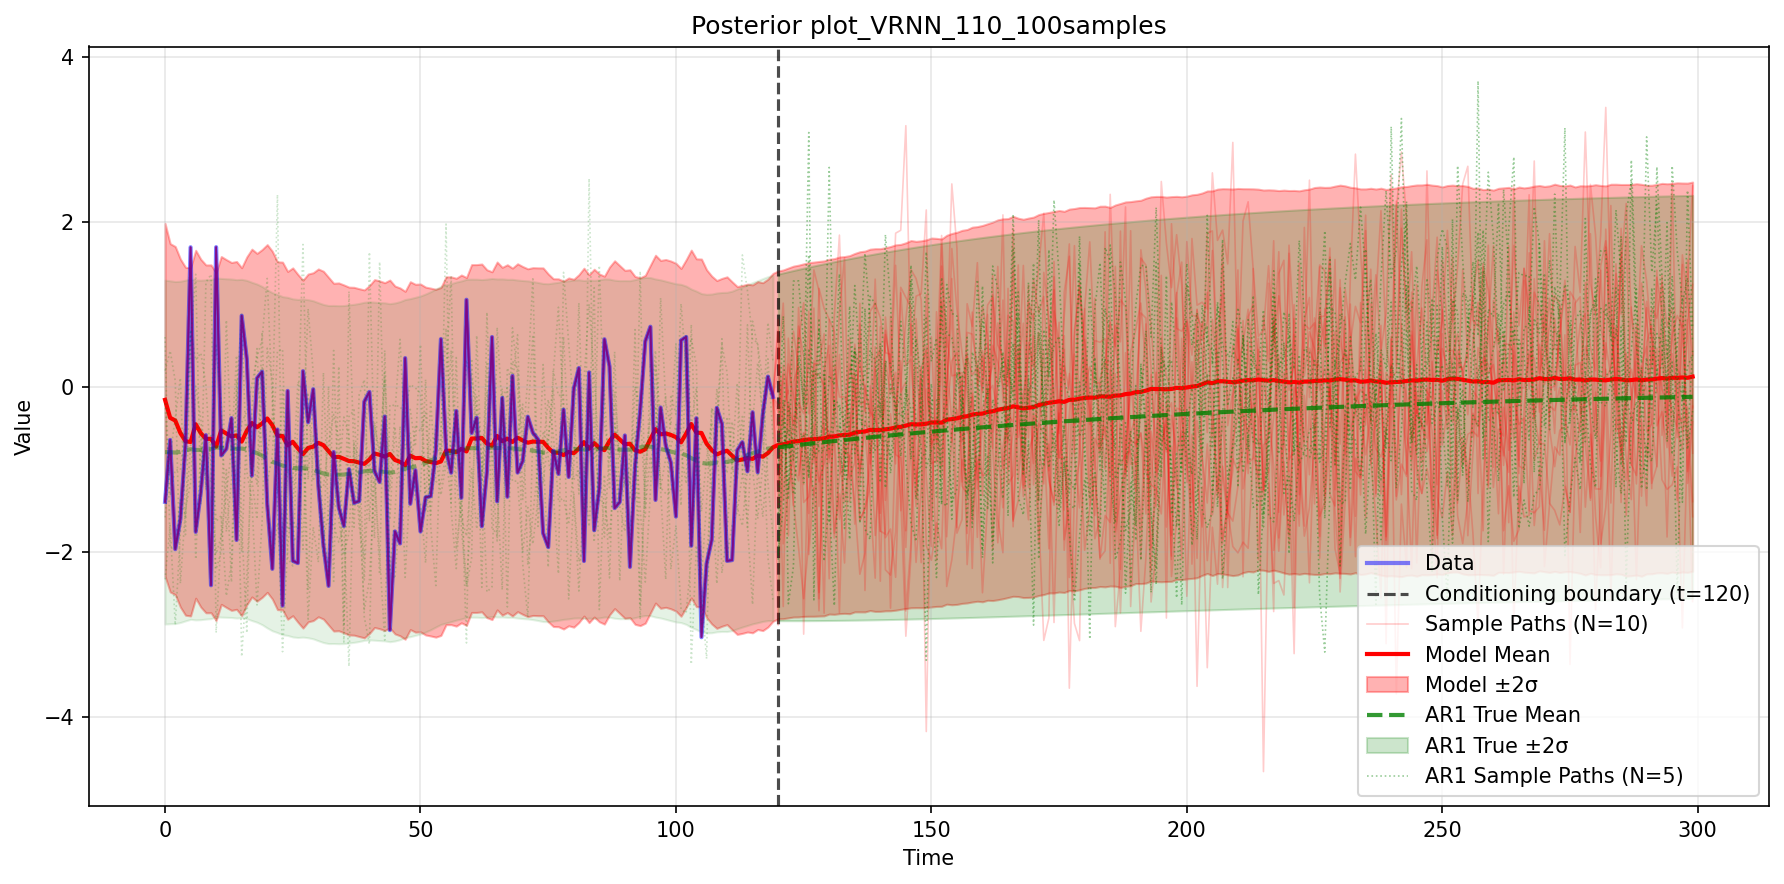 Posterior plot_VRNN_110_100samples
4
2
0
−2
−4
Value
0
50
100
150
200
250
300
Time
Data
Conditioning boundary (t=120)
Sample Paths (N=10)
Model Mean
Model ±2σ
AR1 True Mean
AR1 True ±2σ
AR1 Sample Paths (N=5)